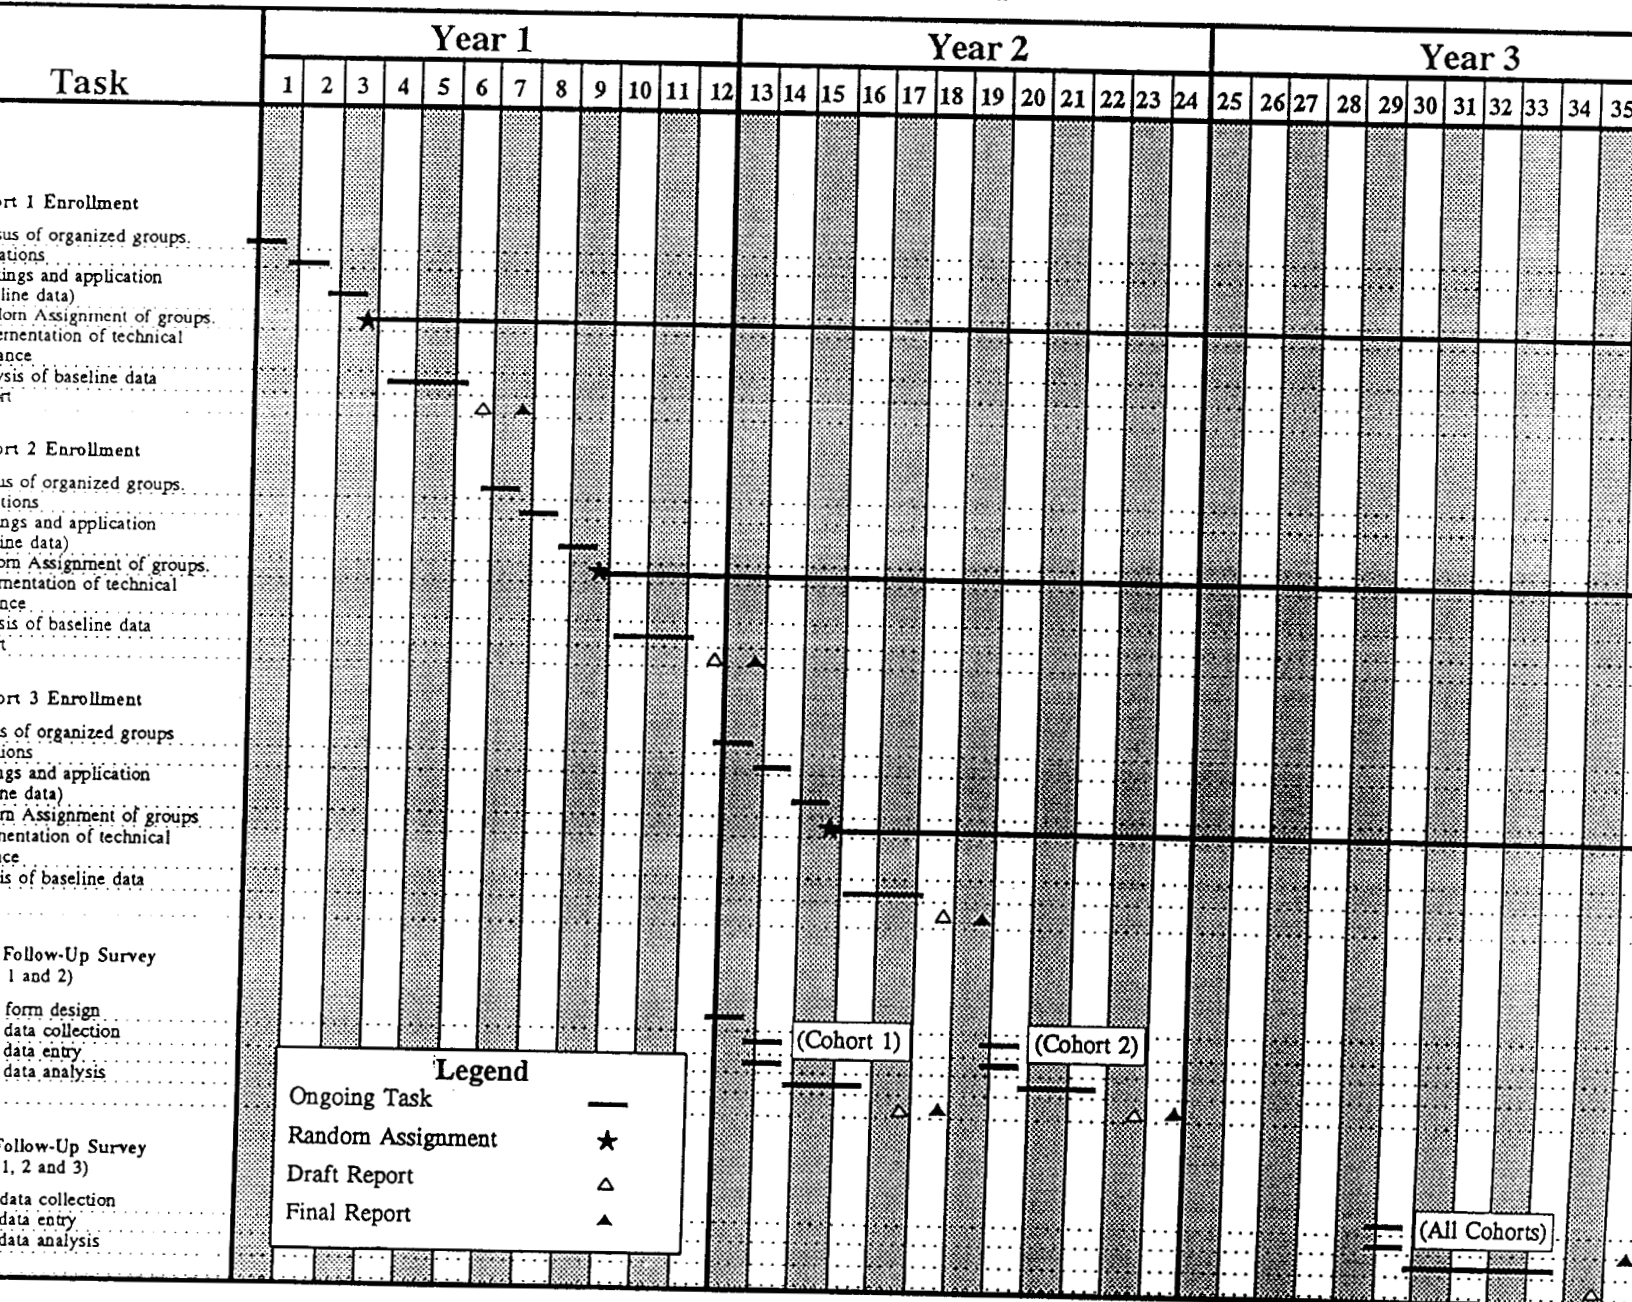 Year 1 Year 2 Year 3
Task 1 2 3 4 5 6 7 8 9 10 11 12 13 14 15 16 17 18 19 20 21 22 23 24 25 26 27 28 29 30 31 32 33 34 35
rt 1 Enrollment
sus of organized groups.
ations
ings and application
line data)
lom Assignment of groups.
ementation of technical
ance
ysis of baseline data
rt
ort 2 Enrollment
us of organized groups.
tions
ngs and application
ine data)
om Assignment of groups.
mentation of technical
nce
sis of baseline data
t
ort 3 Enrollment
s of organized groups
ions
ngs and application
ne data)
m Assignment of groups
nentation of technical
ce
is of baseline data
Follow-Up Survey
1 and 2)
form design
data collection
(Cohort 1) (Cohort 2)
data entry
data analysis
Legend
Ongoing Task
Random Assignment
Draft Report
Final Report
Follow-Up Survey
1, 2 and 3)
data collection
data entry
(All Cohorts)
data analysis